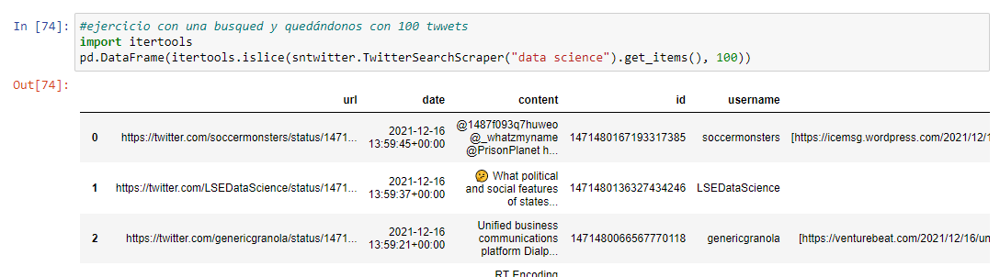 In [74]: #ejercicio con una busqued y quedándonos con 100 twwets
import itertools
pd.DataFrame(itertools.islice(sntwitter.TwitterSearchScraper("data science").get_items(), 100))
Out[74]:
url date content id username
0 https://twitter.com/soccermonsters/status/1471... 2021-12-16 13:59:45+00:00 @1487f093q7huweo @_whatzmyname @PrisonPlanet h... 1471480167193317385 soccermonsters [https://icemsg.wordpress.com/2021/12/1
1 https://twitter.com/LSEDataScience/status/1471... 2021-12-16 13:59:37+00:00 🤔 What political and social features of states... 1471480136327434246 LSEDataScience
2 https://twitter.com/genericgranola/status/1471... 2021-12-16 13:59:21+00:00 Unified business communications platform Dialp... 1471480066567770118 genericgranola [https://venturebeat.com/2021/12/16/un
RT Encoding